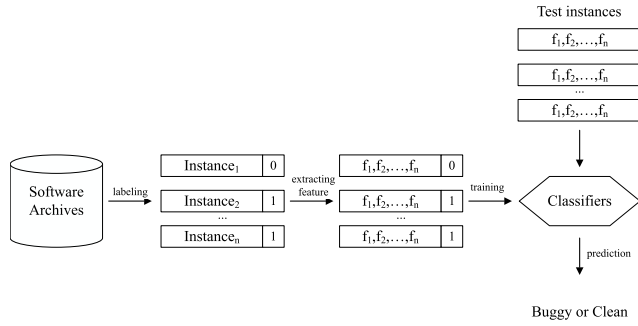 Test instances
f1,f2,…,fn
f1,f2,…,fn
...
f1,f2,…,fn
Software
Archives
labeling
Instance1 0
Instance2 1
...
Instancen 1
extracting
feature
f1,f2,…,fn 0
f1,f2,…,fn 1
...
f1,f2,…,fn 1
training
Classifiers
prediction
Buggy or Clean